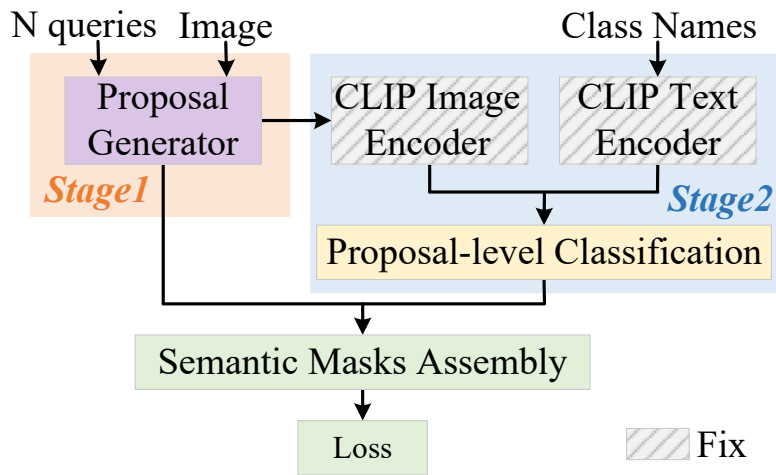 N queries
Image
Class Names
Proposal
Generator
CLIP Image
Encoder
CLIP Text
Encoder
Stage1
Stage2
Proposal-level Classification
Semantic Masks Assembly
Loss
Fix